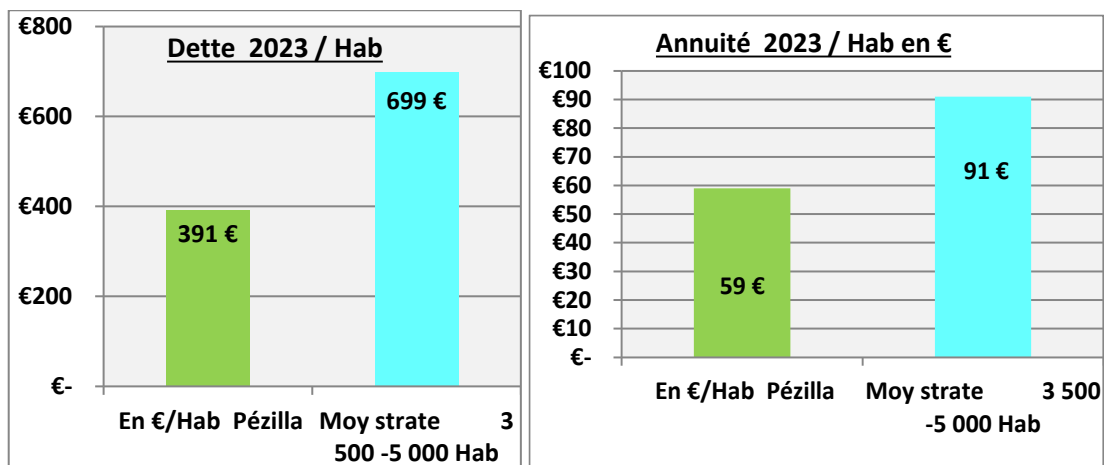 Dette 2023 / Hab
€800
€600
€400
€200
€-
391 €
699 €
En €/Hab Pézilla
Moy strate 3
500 -5 000 Hab
Annuité 2023 / Hab en €
€100
€90
€80
€70
€60
€50
€40
€30
€20
€10
€-
59 €
91 €
En €/Hab Pézilla
Moy strate 3 500
-5 000 Hab